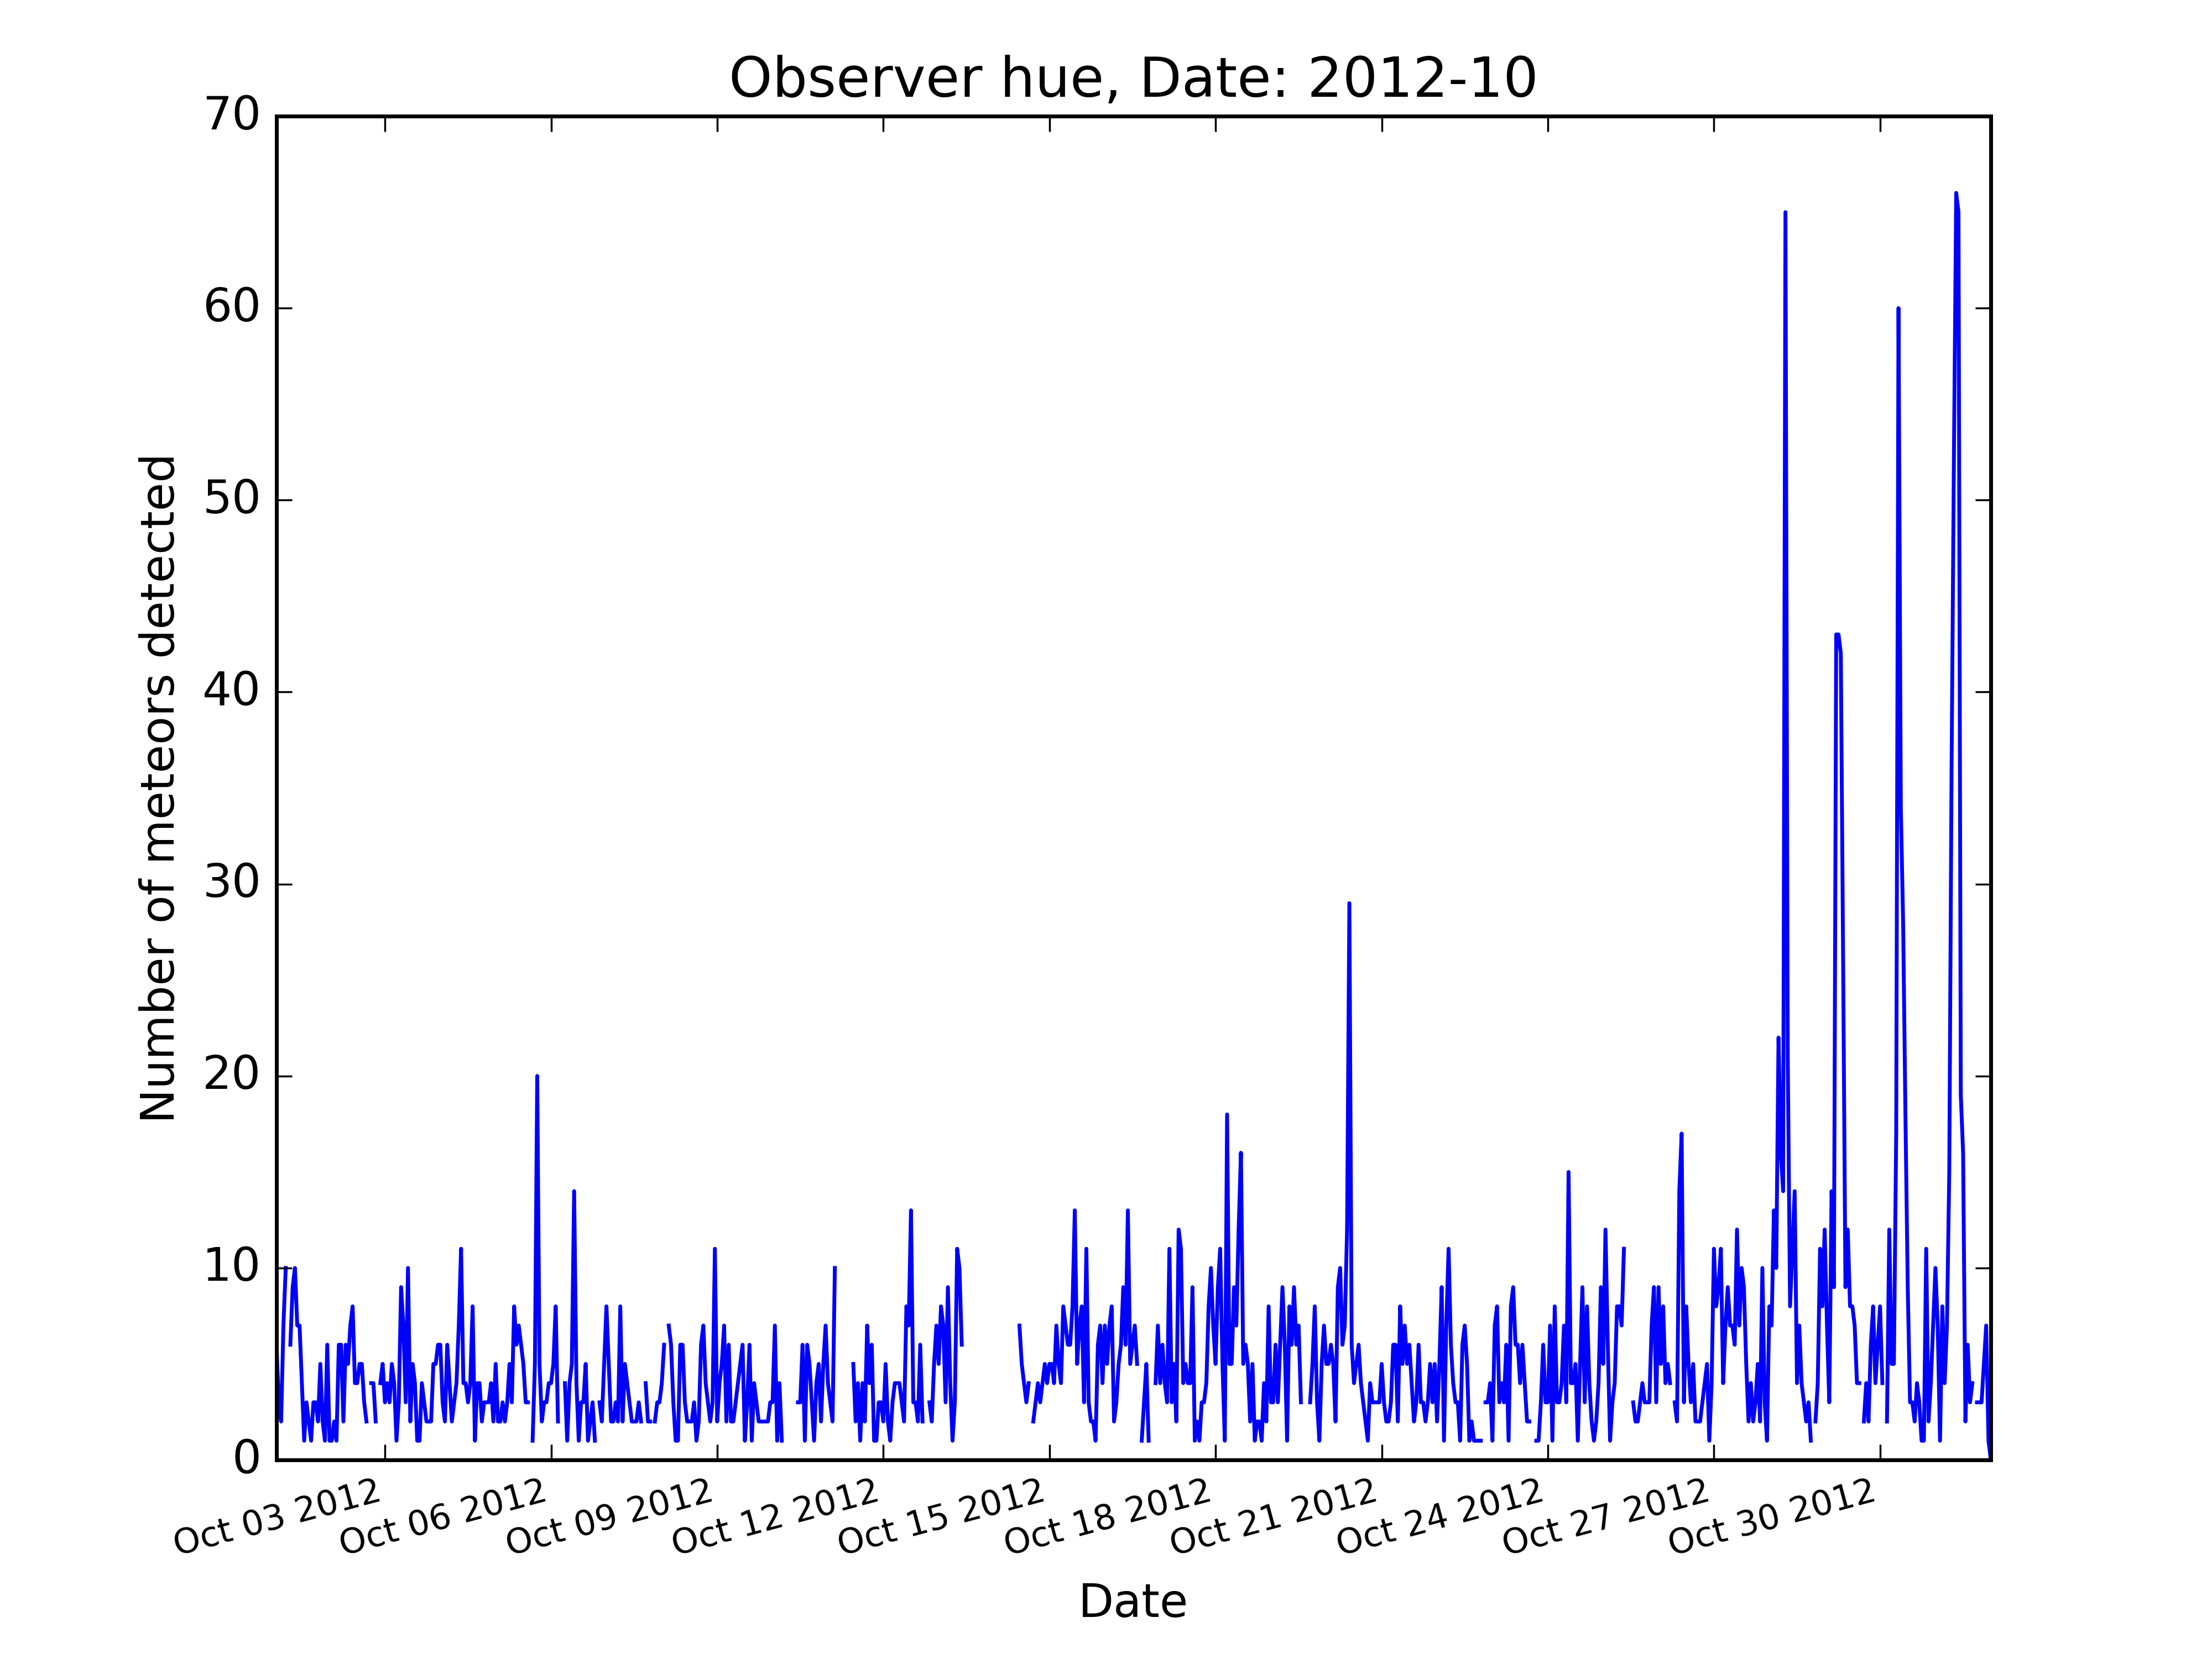 Observer hue, Date: 2012-10
Number of meteors detected
70
60
50
40
30
20
10
0
Oct 03 2012
Oct 06 2012
Oct 09 2012
Oct 12 2012
Oct 15 2012
Oct 18 2012
Oct 21 2012
Oct 24 2012
Oct 27 2012
Oct 30 2012
Date